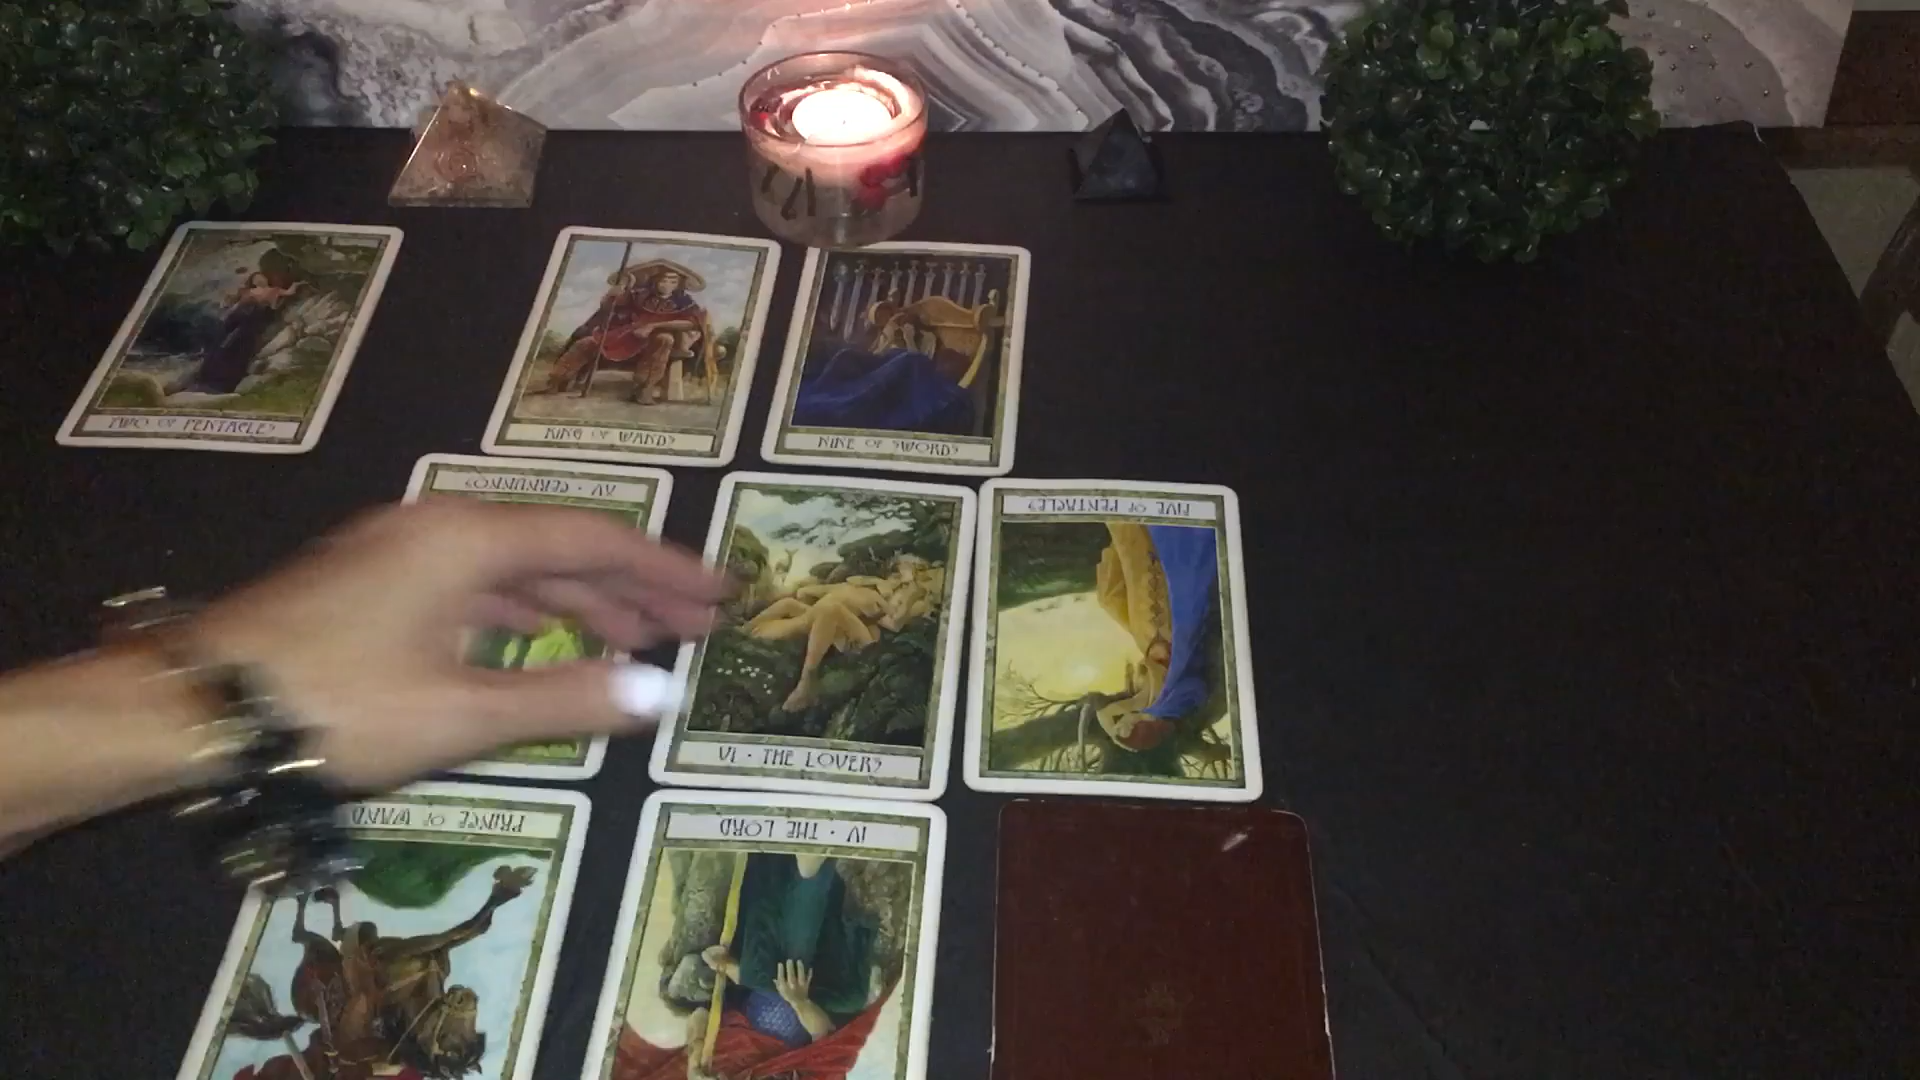 TWO OF PENTACLES
KING OF WANDS
NINE OF SWORDS
XV · CERNUNNOS
VI · THE LOVERS
FIVE OF PENTACLES
PRINCE OF WAND
IV · THE LORD